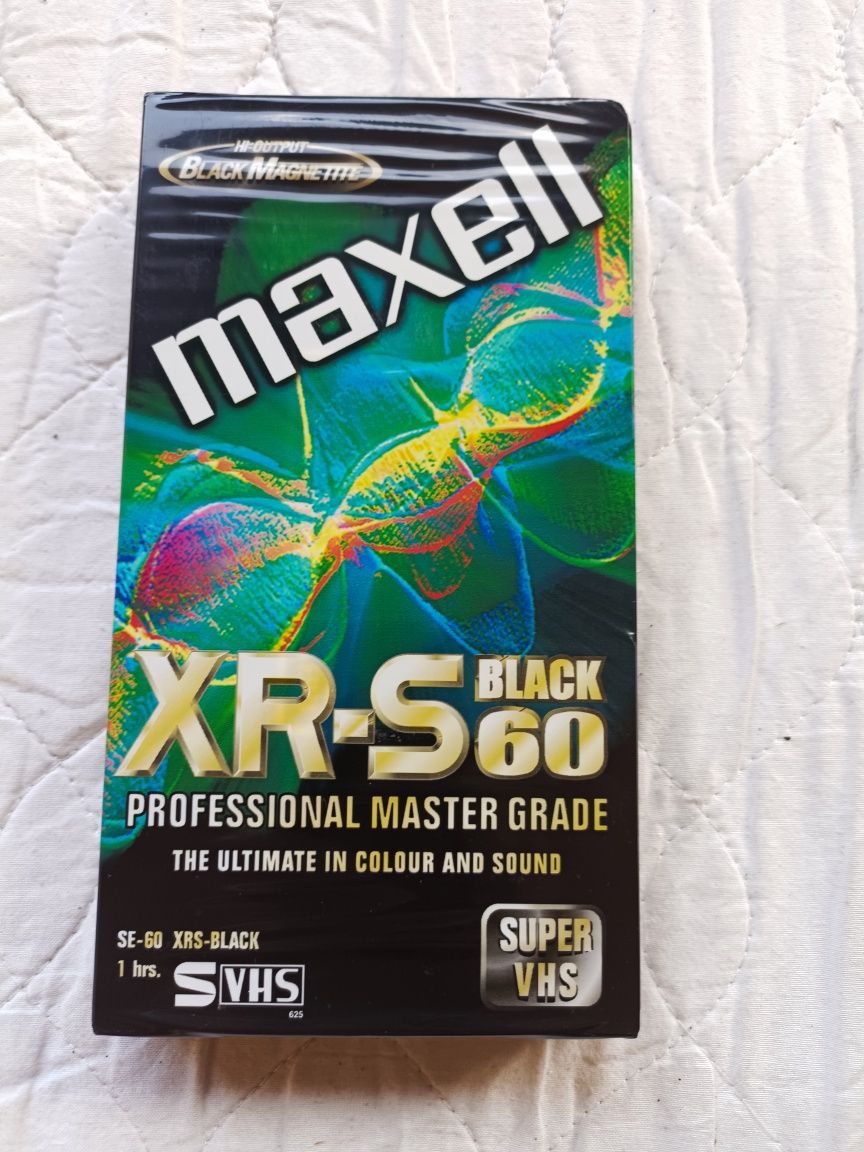 HI-OUTPUT
BLACK MAGNETITE
maxell
XR-S BLACK 60
PROFESSIONAL MASTER GRADE
THE ULTIMATE IN COLOUR AND SOUND
SE-60 XRS-BLACK
1 hrs.
S VHS
625
SUPER
VHS